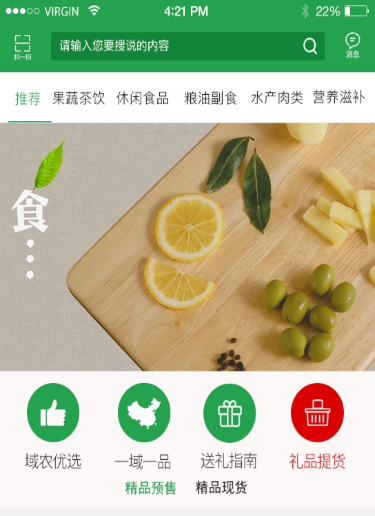 VIRGIN 4:21 PM 22%
扫一扫 请输入您要搜说的内容 消息
推荐 果蔬茶饮 休闲食品 粮油副食 水产肉类 营养滋补
食
域农优选 一域一品 送礼指南 礼品提货
精品预售 精品现货